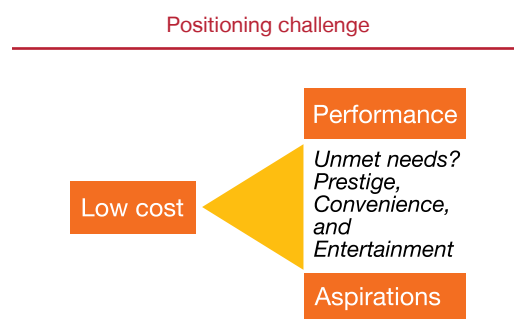 Positioning challenge
Performance
Unmet needs?
Prestige,
Convenience,
and
Entertainment
Low cost
Aspirations